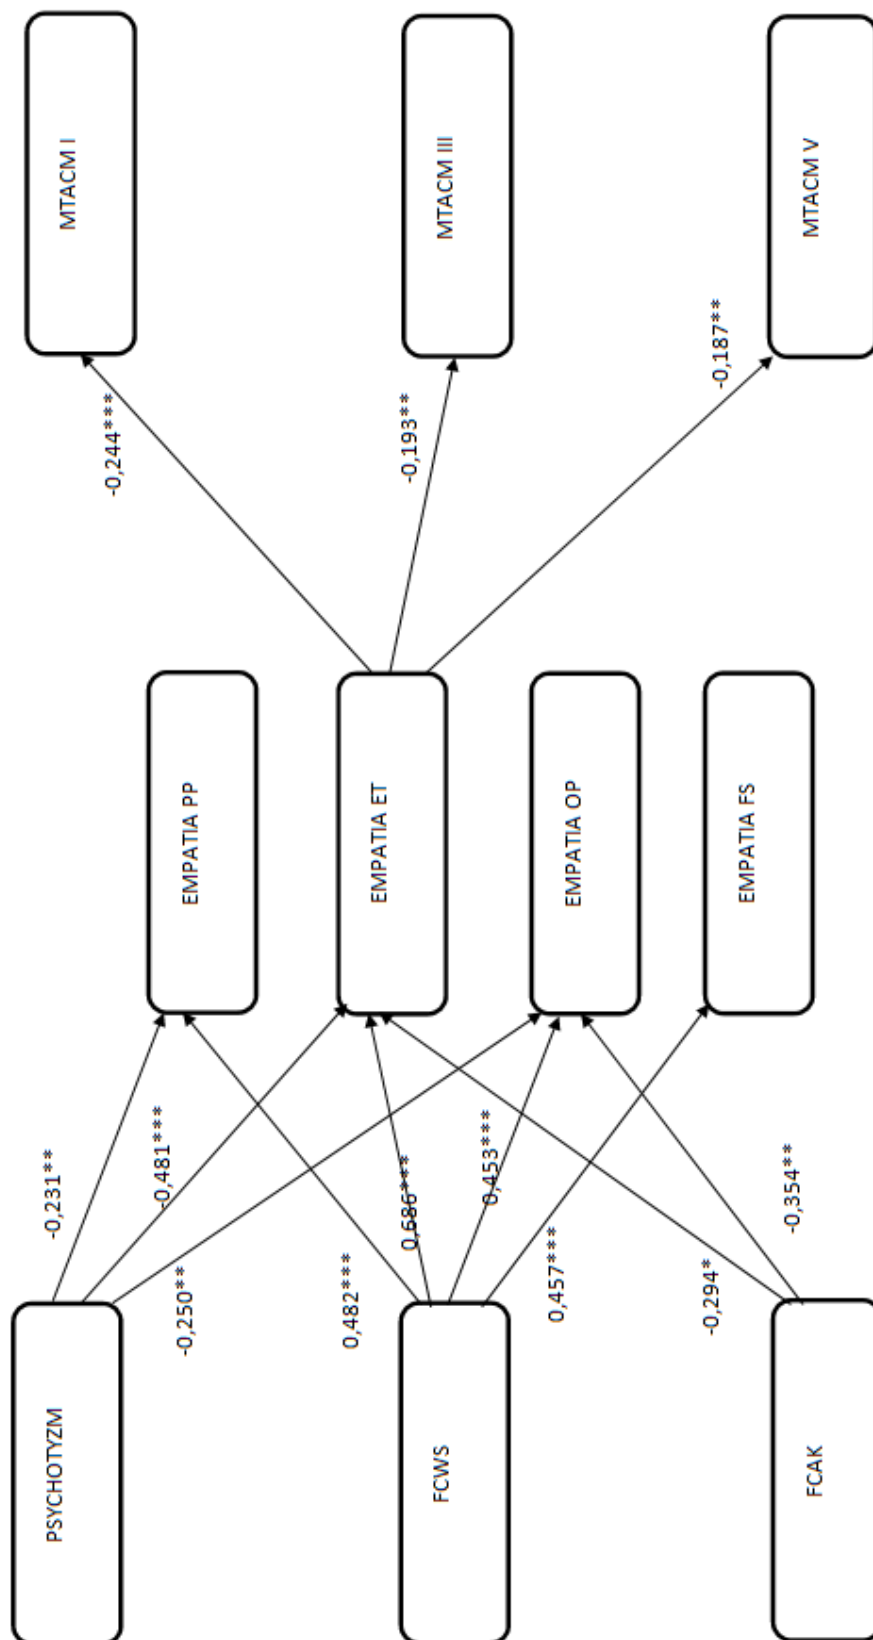 MTACM I
MTACM III
MTACM V
-0,244***
-0,193**
-0,187**
EMPATIA PP
EMPATIA ET
EMPATIA OP
EMPATIA FS
-0,231**
-0,481***
-0,250**
0,482***
0,686***
0,453***
0,457***
-0,294*
-0,354**
PSYCHOTYZM
FCWS
FCAK